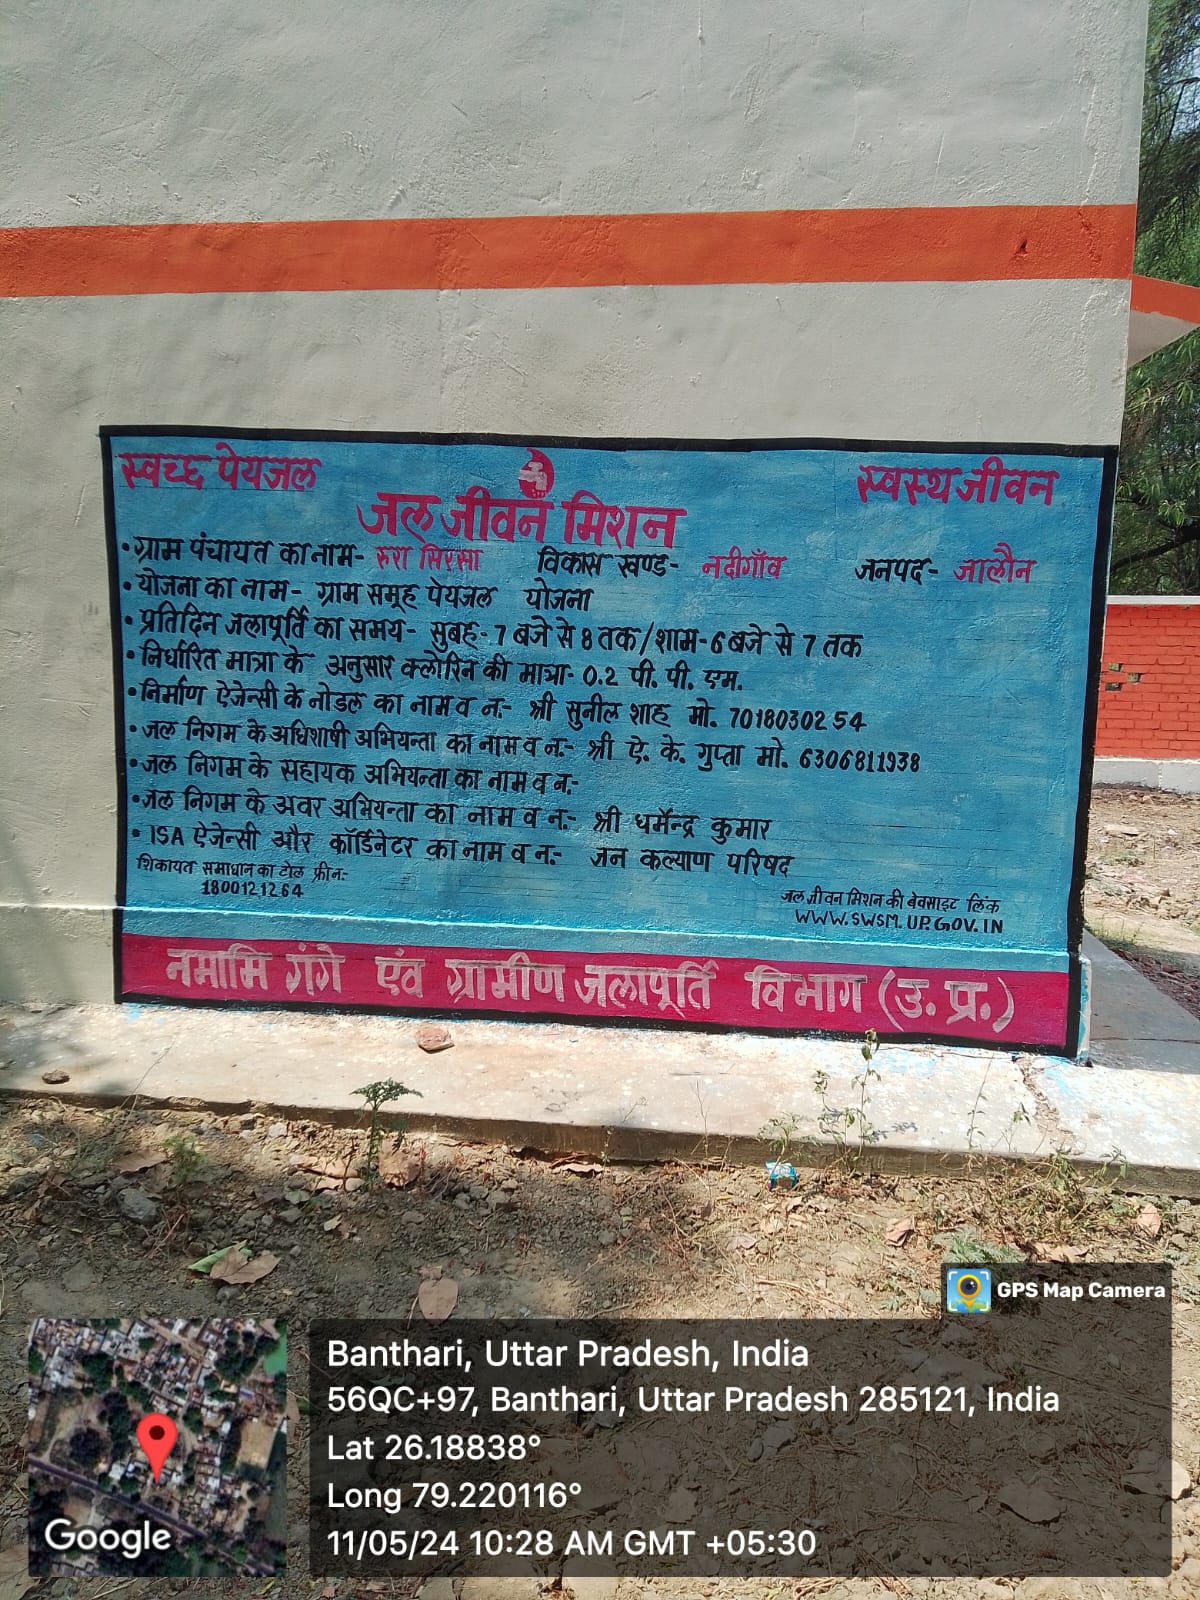 स्वच्छ पेयजल
स्वस्थ जीवन
जल जीवन मिशन
• ग्राम पंचायत का नाम- रुरा सिरसा विकास खण्ड- नदीगाँव जनपद- जालौन
• योजना का नाम- ग्राम समूह पेयजल योजना
• प्रतिदिन जलापूर्ति का समय- सुबह- 7 बजे से 8 तक/शाम- 6 बजे से 7 तक
• निर्धारित मात्रा के अनुसार क्लोरिन की मात्रा- 0.2 पी. पी. एम.
• निर्माण ऐजेन्सी के नोडल का नाम व न.- श्री सुनील शाह मो. 7018030254
• जल निगम के अधिशाषी अभियन्ता का नाम व न.- श्री ऐ. के. गुप्ता मो. 6306811938
• जल निगम के सहायक अभियन्ता का नाम व न.-
• जल निगम के अवर अभियन्ता का नाम व न.- श्री धर्मेन्द्र कुमार
• ISA ऐजेन्सी और कॉर्डिनेटर का नाम व न.- जन कल्याण परिषद
शिकायत समाधान का टोल फ्री न.-
1800121264
जल जीवन मिशन की बेवसाइट लिंक
WWW.SWSM.UP.GOV.IN
नमामि गंगे एंव ग्रामीण जलापूर्ति विभाग (उ. प्र.)
GPS Map Camera
Banthari, Uttar Pradesh, India
56QC+97, Banthari, Uttar Pradesh 285121, India
Lat 26.18838°
Long 79.220116°
11/05/24 10:28 AM GMT +05:30
Google